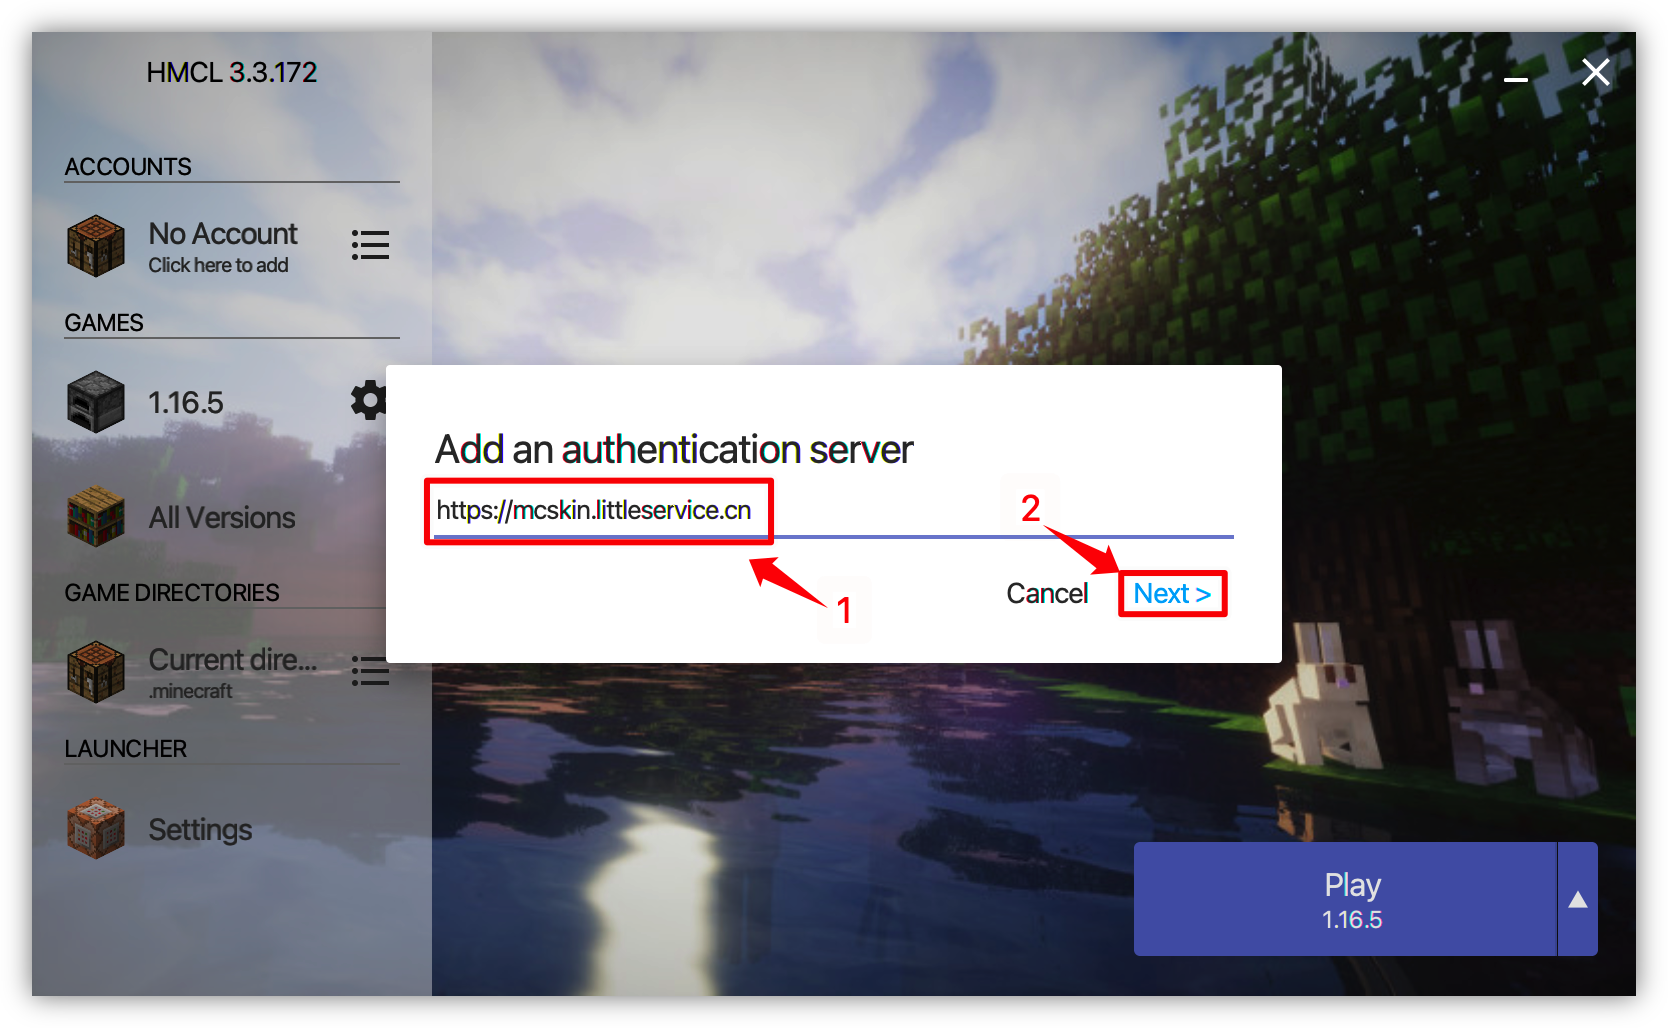 HMCL 3.3.172
ACCOUNTS
No Account
Click here to add
GAMES
1.16.5
All Versions
GAME DIRECTORIES
Current dire...
.minecraft
LAUNCHER
Settings
Add an authentication server
https://mcskin.littleservice.cn
1
2
Cancel
Next >
Play
1.16.5